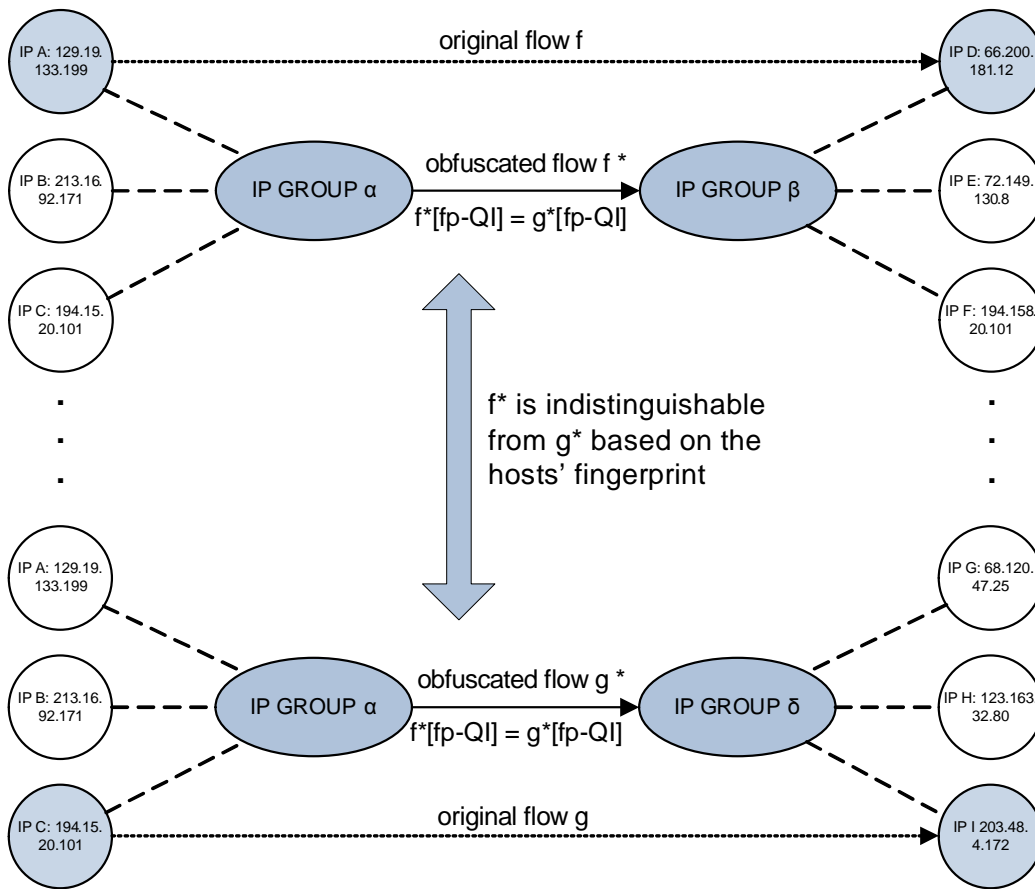 IP A: 129.19.
133.199
original flow f
IP D: 66.200.
181.12
IP B: 213.16.
92.171
IP GROUP α
obfuscated flow f *
f*[fp-QI] = g*[fp-QI]
IP GROUP β
IP E: 72.149.
130.8
IP C: 194.15.
20.101
IP F: 194.158.
20.101
f* is indistinguishable
from g* based on the
hosts’ fingerprint
IP A: 129.19.
133.199
IP G: 68.120.
47.25
IP B: 213.16.
92.171
IP GROUP α
obfuscated flow g *
f*[fp-QI] = g*[fp-QI]
IP GROUP δ
IP H: 123.163
32.80
IP C: 194.15.
20.101
original flow g
IP I 203.48.
4.172